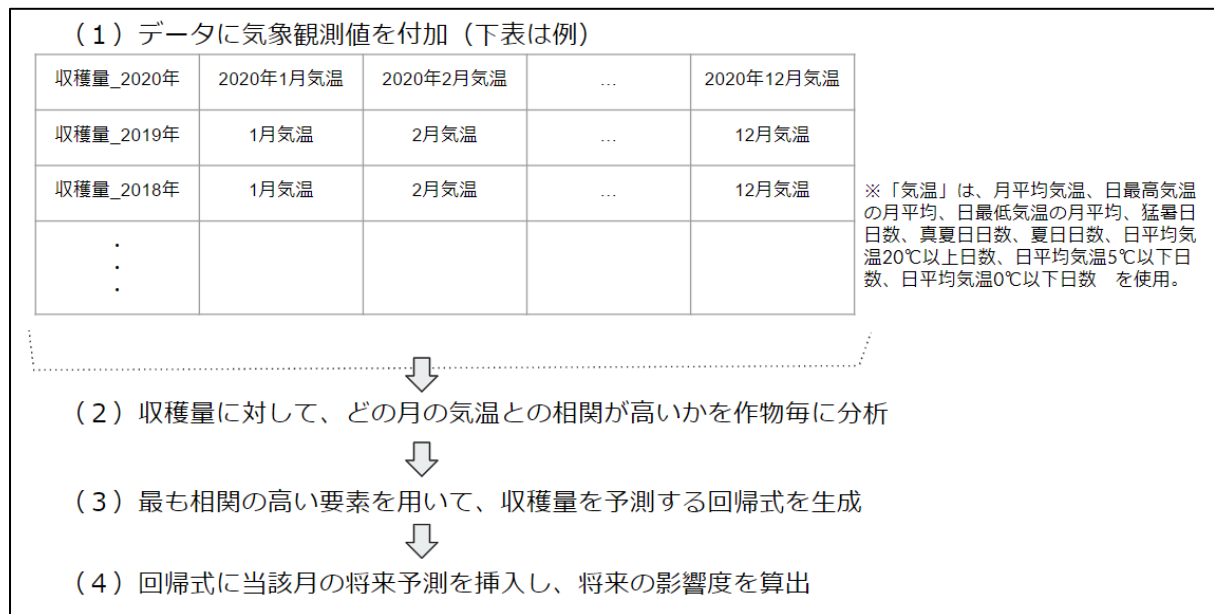 （1）データに気象観測値を付加（下表は例）
収穫量_2020年 2020年1月気温 2020年2月気温 … 2020年12月気温
収穫量_2019年 1月気温 2月気温 … 12月気温
収穫量_2018年 1月気温 2月気温 … 12月気温
・
・
・
※「気温」は、月平均気温、日最高気温
の月平均、日最低気温の月平均、猛暑日
日数、真夏日日数、夏日日数、日平均気
温20℃以上日数、日平均気温5℃以下日
数、日平均気温0℃以下日数　を使用。
（2）収穫量に対して、どの月の気温との相関が高いかを作物毎に分析
（3）最も相関の高い要素を用いて、収穫量を予測する回帰式を生成
（4）回帰式に当該月の将来予測を挿入し、将来の影響度を算出